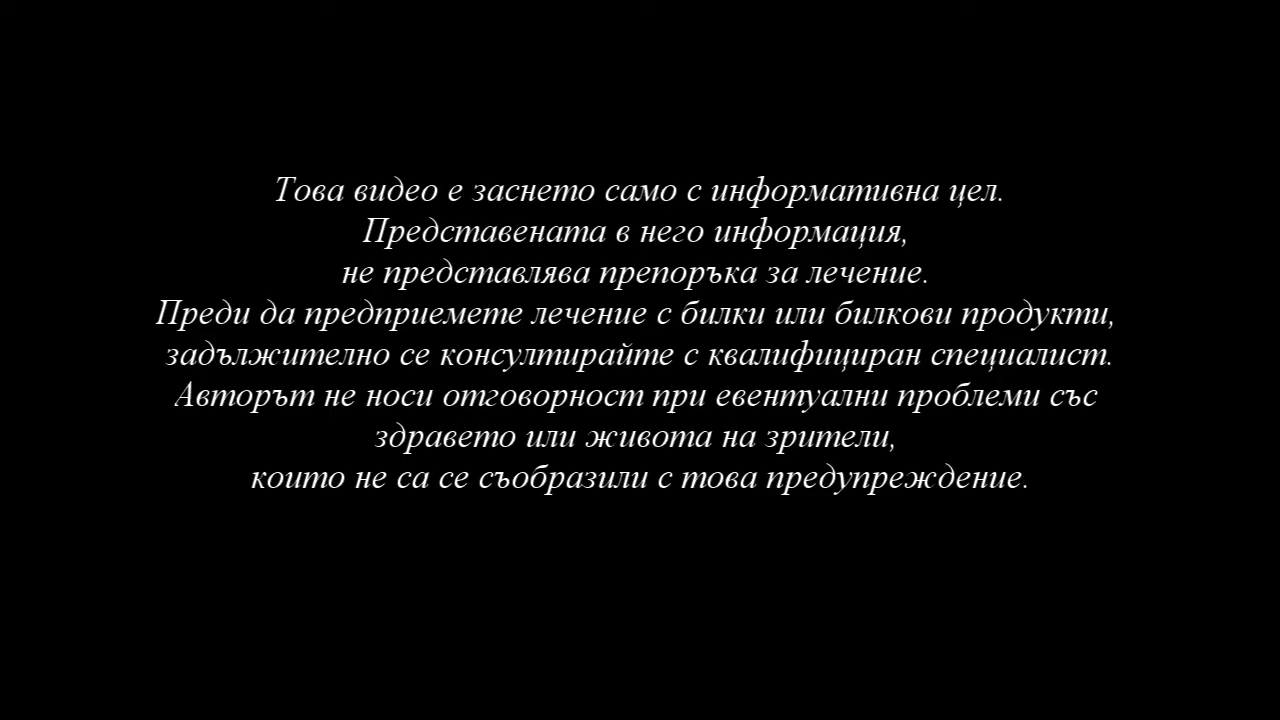 Това видео е заснето само с информативна цел.
Представената в него информация,
не представлява препоръка за лечение.
Преди да предприемете лечение с билки или билкови продукти,
задължително се консултирайте с квалифициран специалист.
Авторът не носи отговорност при евентуални проблеми със
здравето или живота на зрители,
които не са се съобразили с това предупреждение.